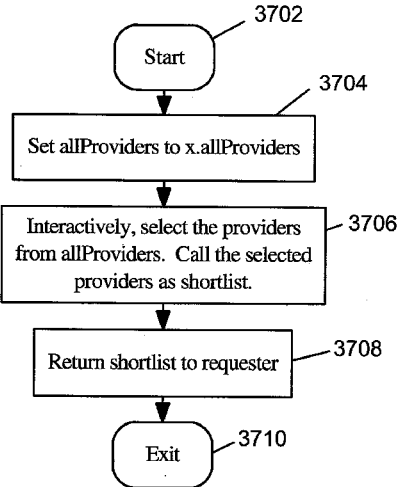 3702
Start
3704
Set allProviders to x.allProviders
Interactively, select the providers
from allProviders. Call the selected
providers as shortlist.
3706
Return shortlist to requester
3708
Exit
3710